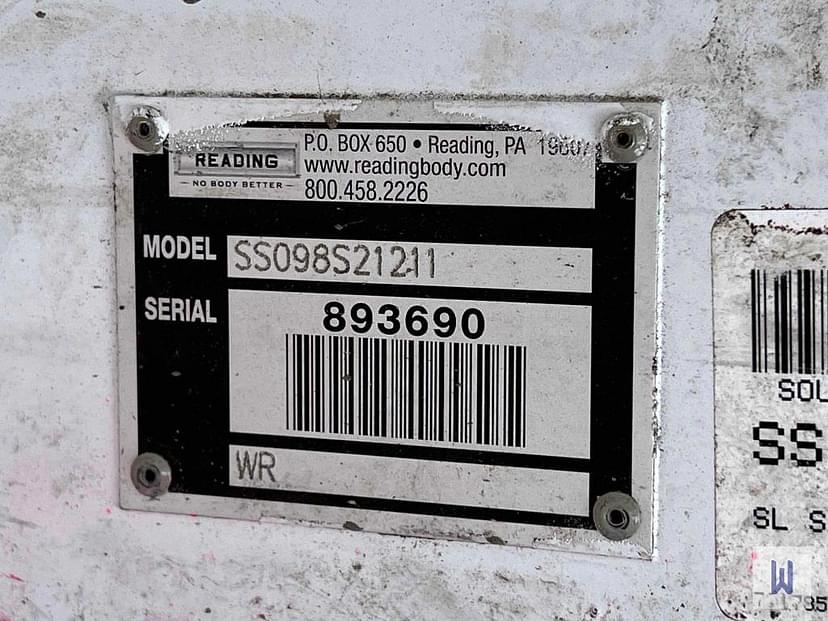 READING
NO BODY BETTER
P.O. BOX 650 • Reading, PA 19607
www.readingbody.com
800.458.2226
MODEL SS098S21211
SERIAL 893690
WR
SOL
SS
SL S
W